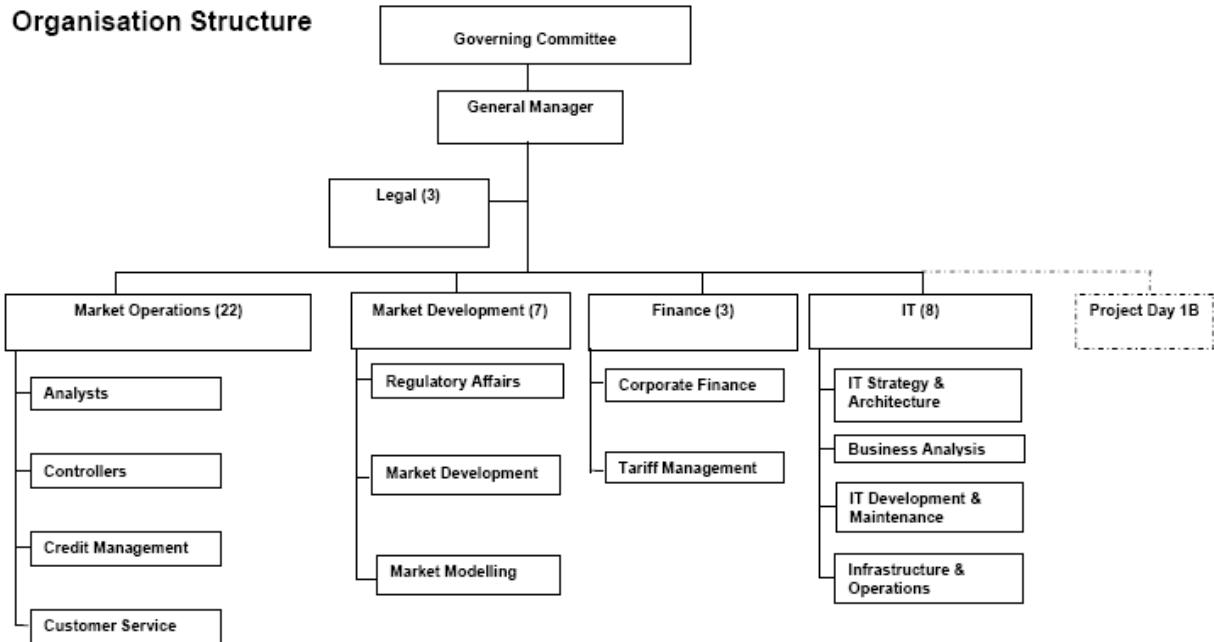 Organisation Structure
Governing Committee
General Manager
Legal (3)
Market Operations (22)
Analysts
Controllers
Credit Management
Customer Service
Market Development (7)
Regulatory Affairs
Market Development
Market Modelling
Finance (3)
Corporate Finance
Tariff Management
IT (8)
IT Strategy &
Architecture
Business Analysis
IT Development &
Maintenance
Infrastructure &
Operations
Project Day 1B